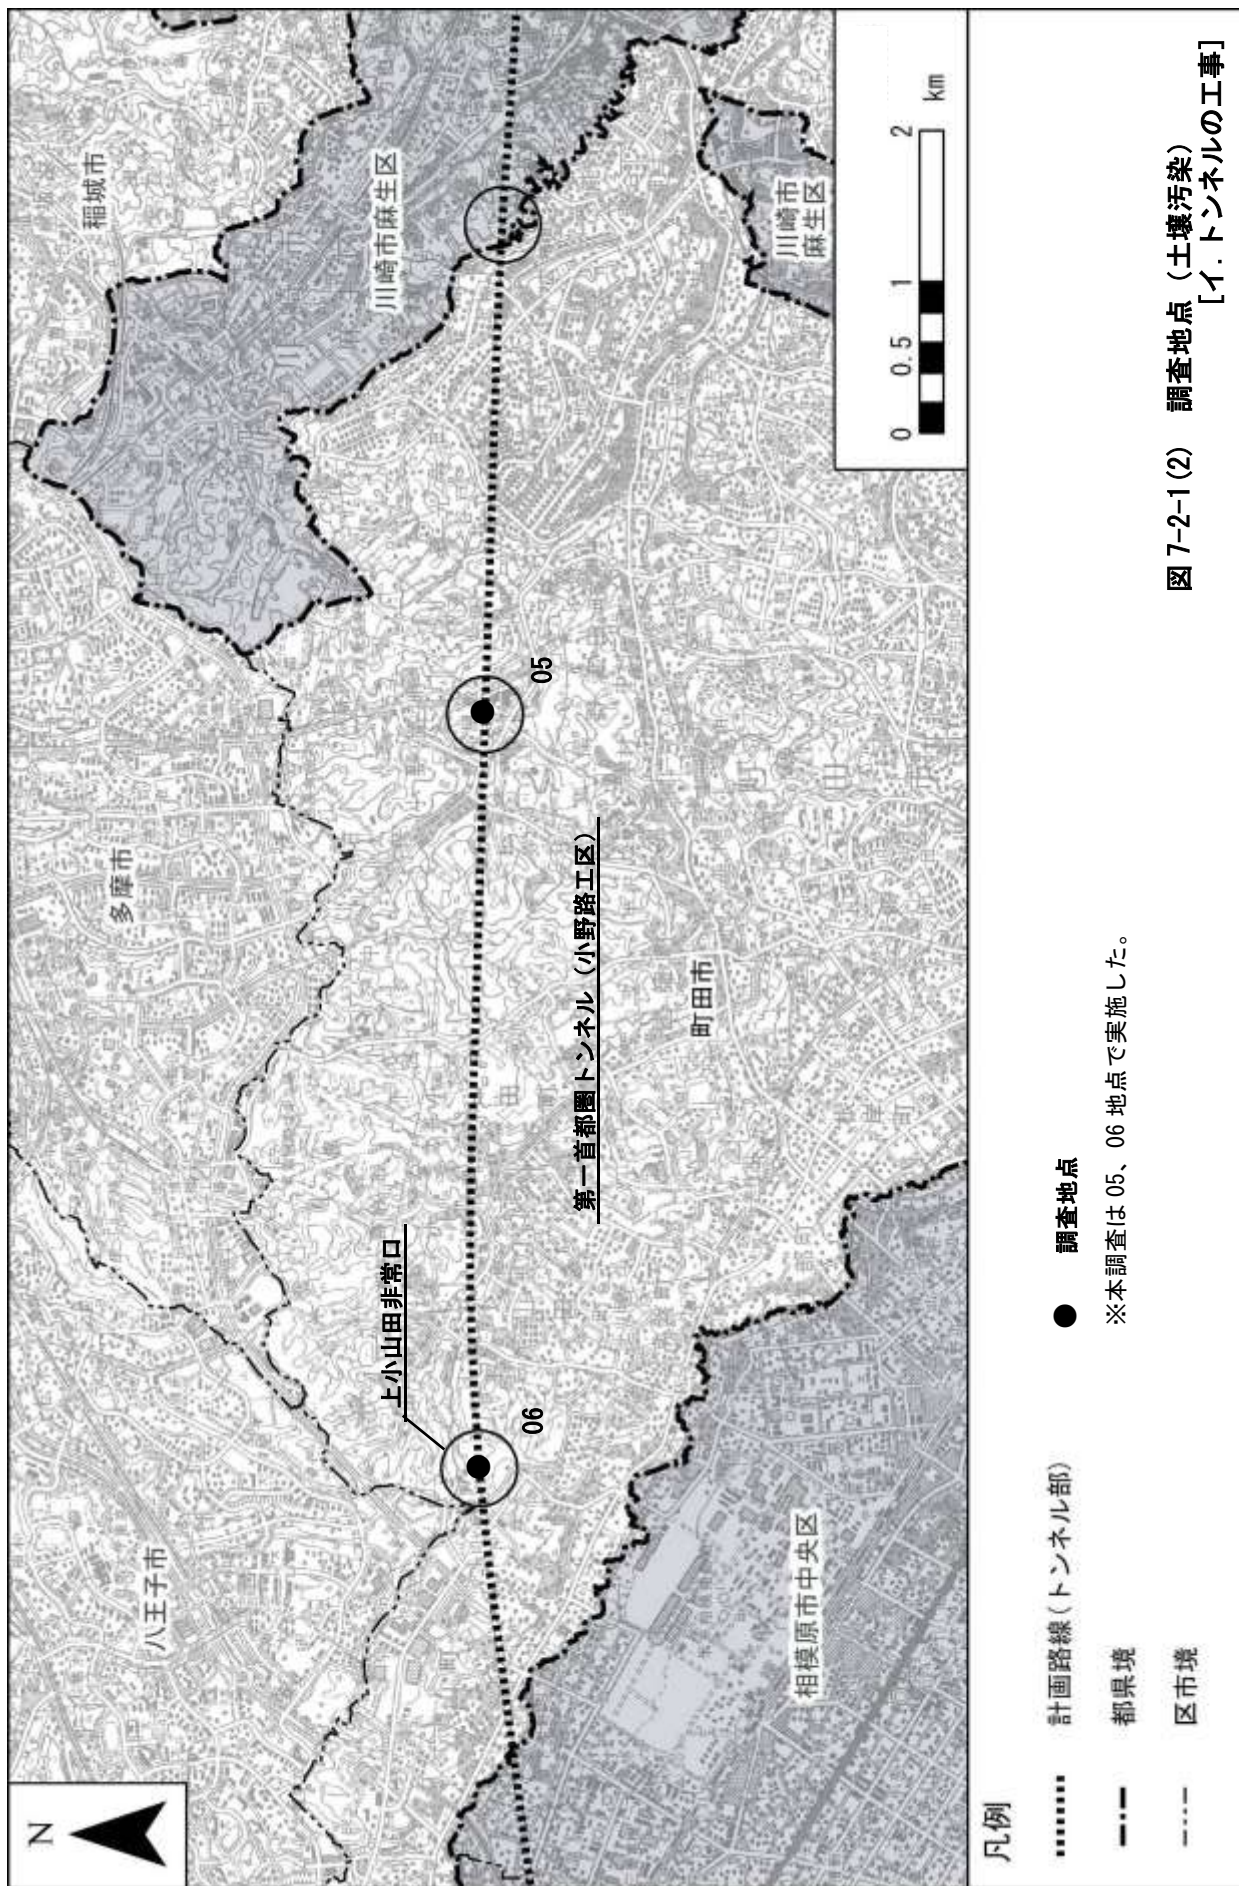 N
八王子市
多摩市
稲城市
川崎市麻生区
上小山田非常口
06
05
第一首都圏トンネル（小野路工区）
町田市
相模原市中央区
川崎市
麻生区
0 0.5 1 2
km
凡例
計画路線(トンネル部)
都県境
区市境
● 調査地点
※本調査は 05、06 地点で実施した。
図 7-2-1(2) 調査地点（土壌汚染）
[イ．トンネルの工事]